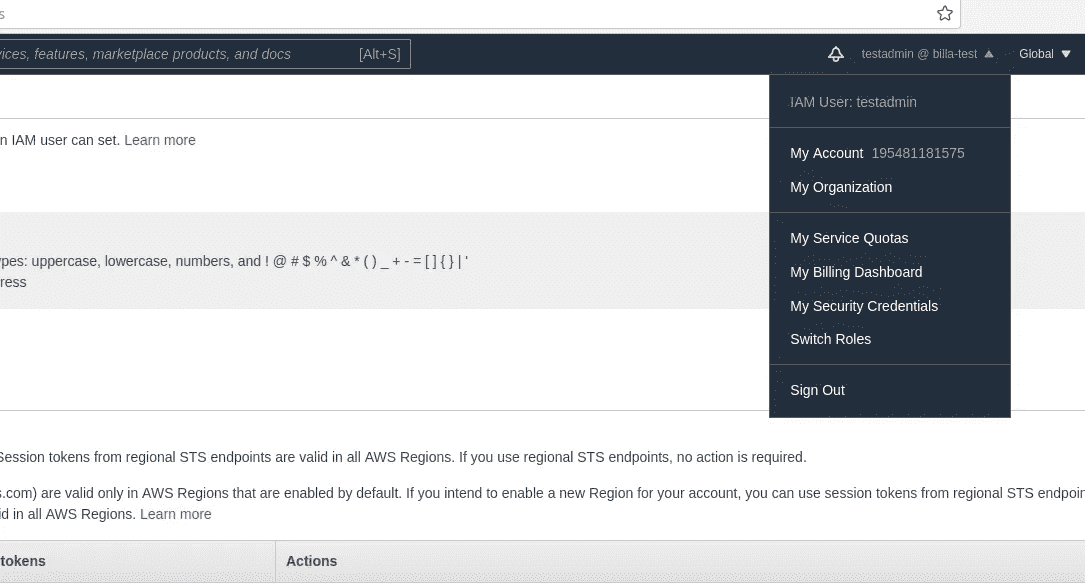 s
vices, features, marketplace products, and docs [Alt+S] testadmin @ billa-test Global
IAM User: testadmin
n IAM user can set. Learn more
My Account 195481181575
My Organization
My Service Quotas
ypes: uppercase, lowercase, numbers, and ! @ # $ % ^ & * ( ) _ + - = [ ] { } | '
My Billing Dashboard
ress
My Security Credentials
Switch Roles
Sign Out
Session tokens from regional STS endpoints are valid in all AWS Regions. If you use regional STS endpoints, no action is required.
s.com) are valid only in AWS Regions that are enabled by default. If you intend to enable a new Region for your account, you can use session tokens from regional STS endpoin
id in all AWS Regions. Learn more
tokens Actions